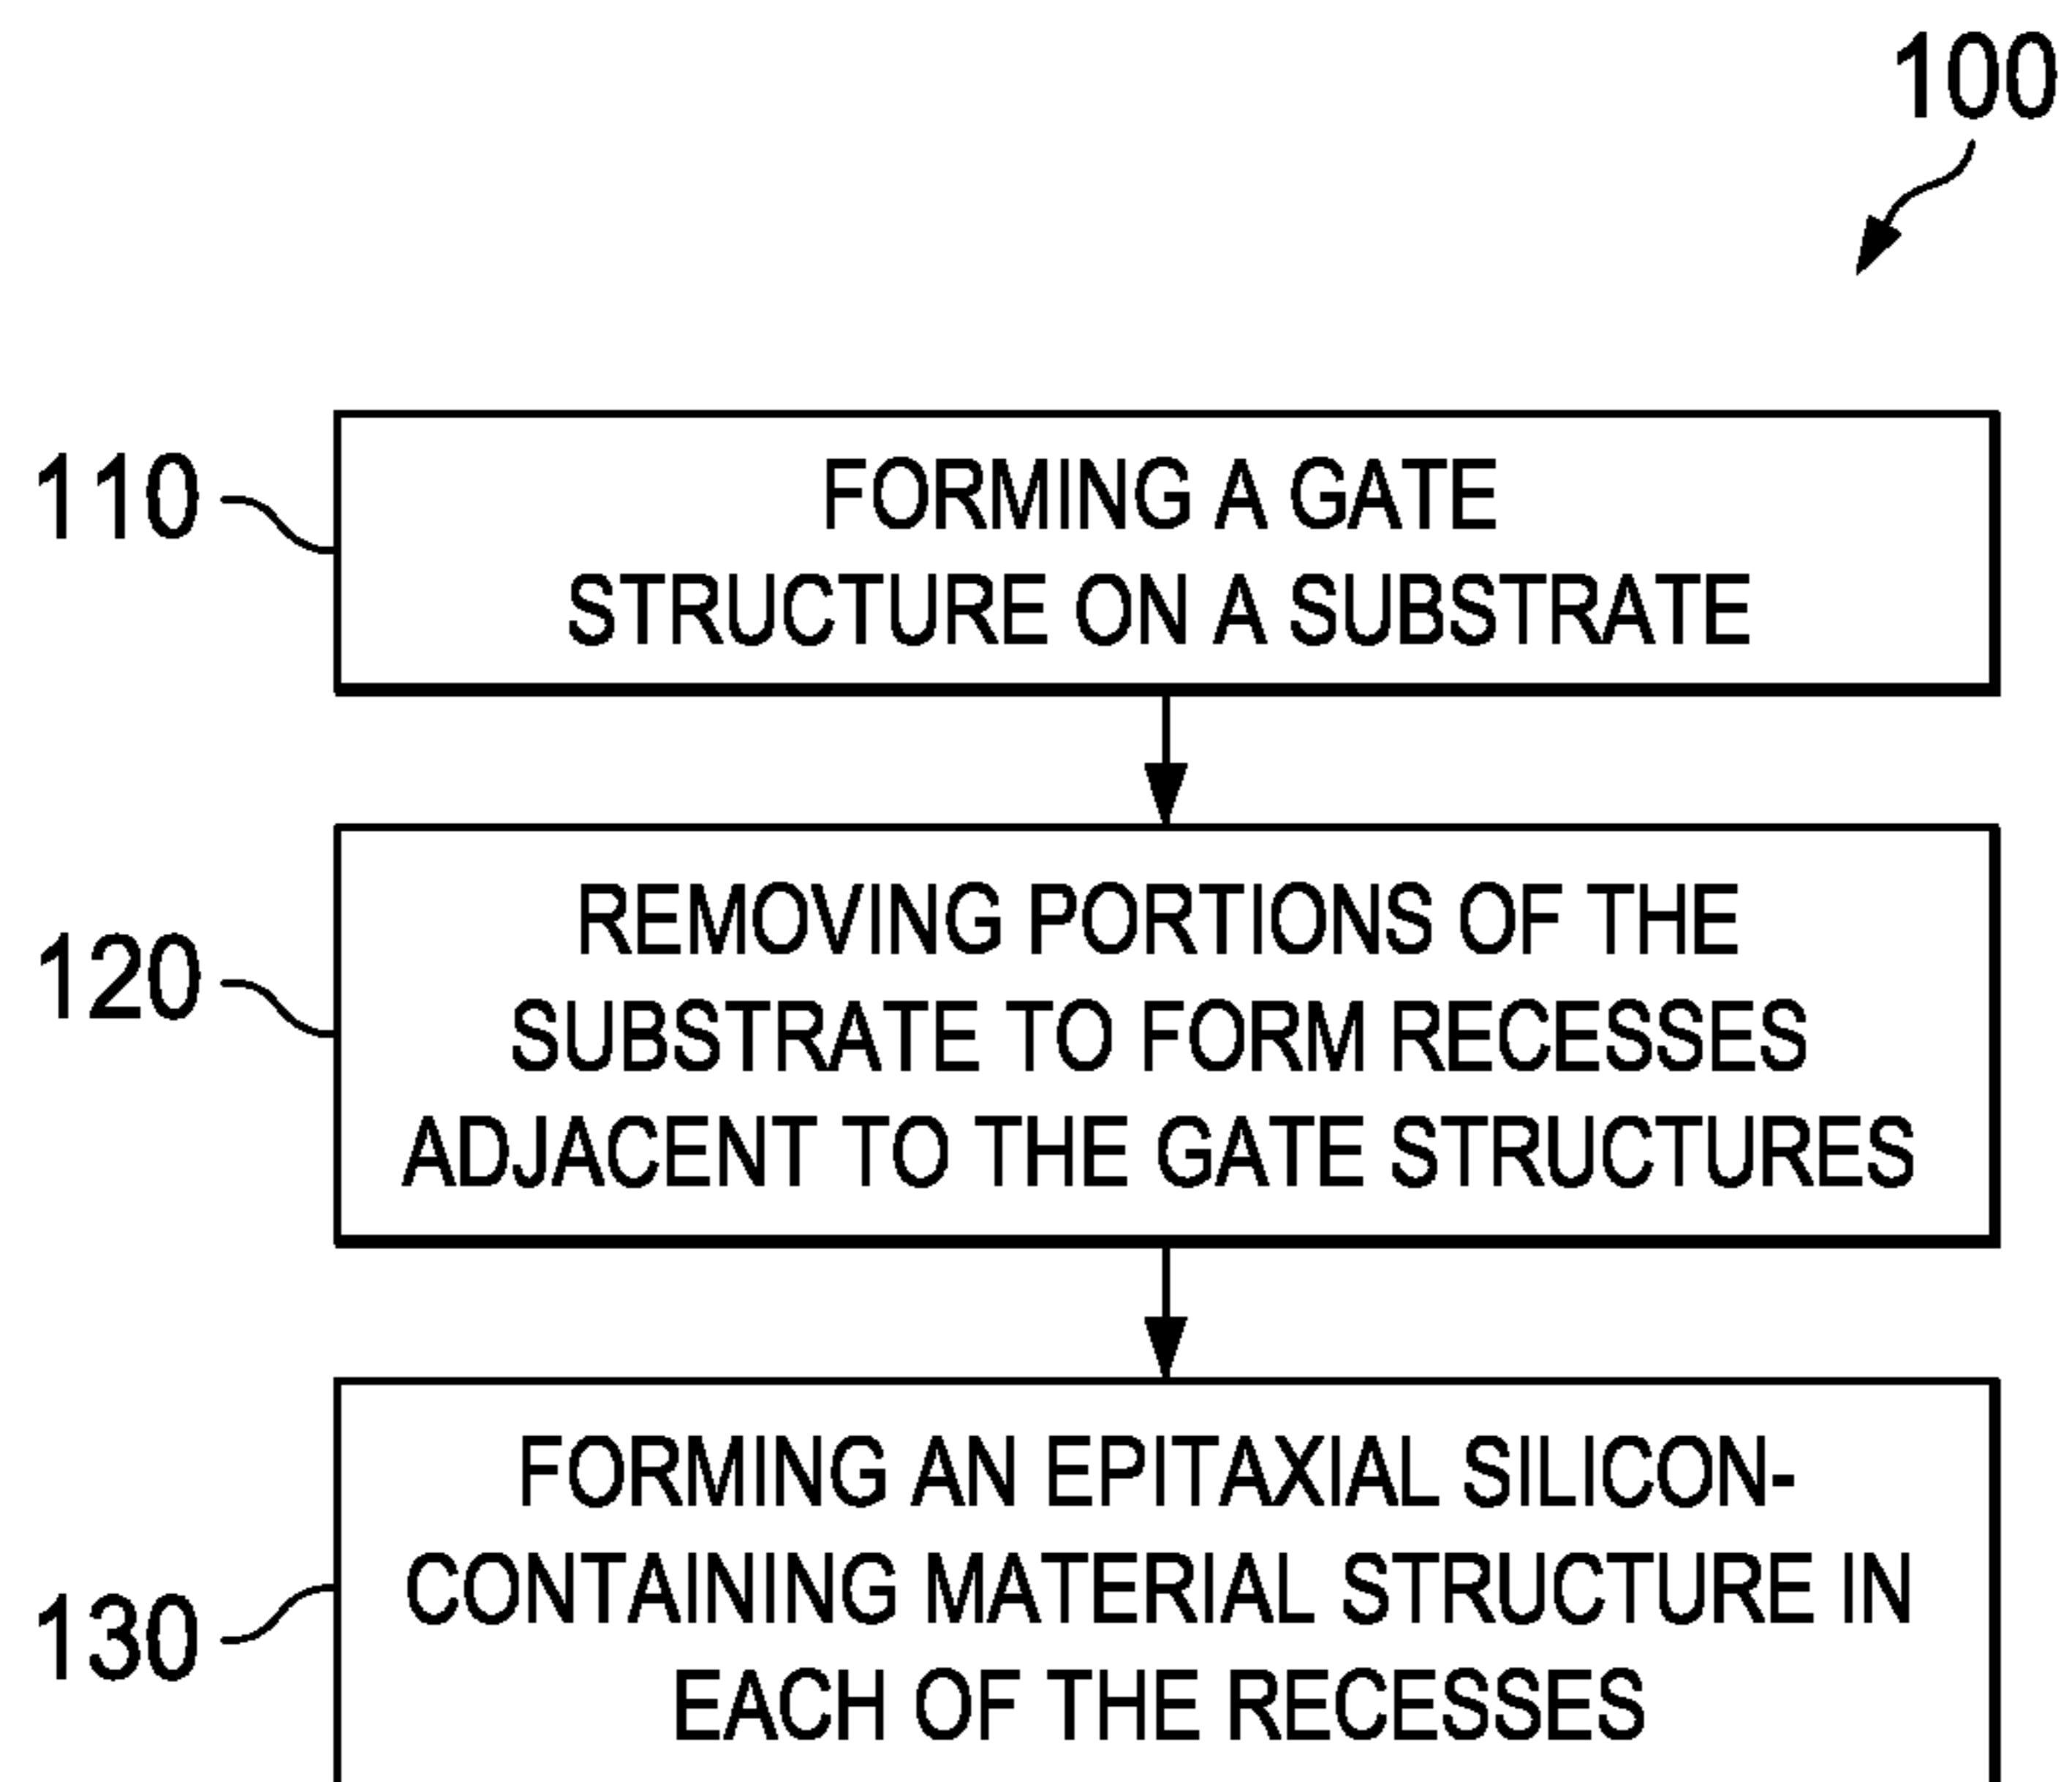 100
110
FORMING A GATE
STRUCTURE ON A SUBSTRATE
120
REMOVING PORTIONS OF THE
SUBSTRATE TO FORM RECESSES
ADJACENT TO THE GATE STRUCTURES
130
FORMING AN EPITAXIAL SILICON-
CONTAINING MATERIAL STRUCTURE IN
EACH OF THE RECESSES